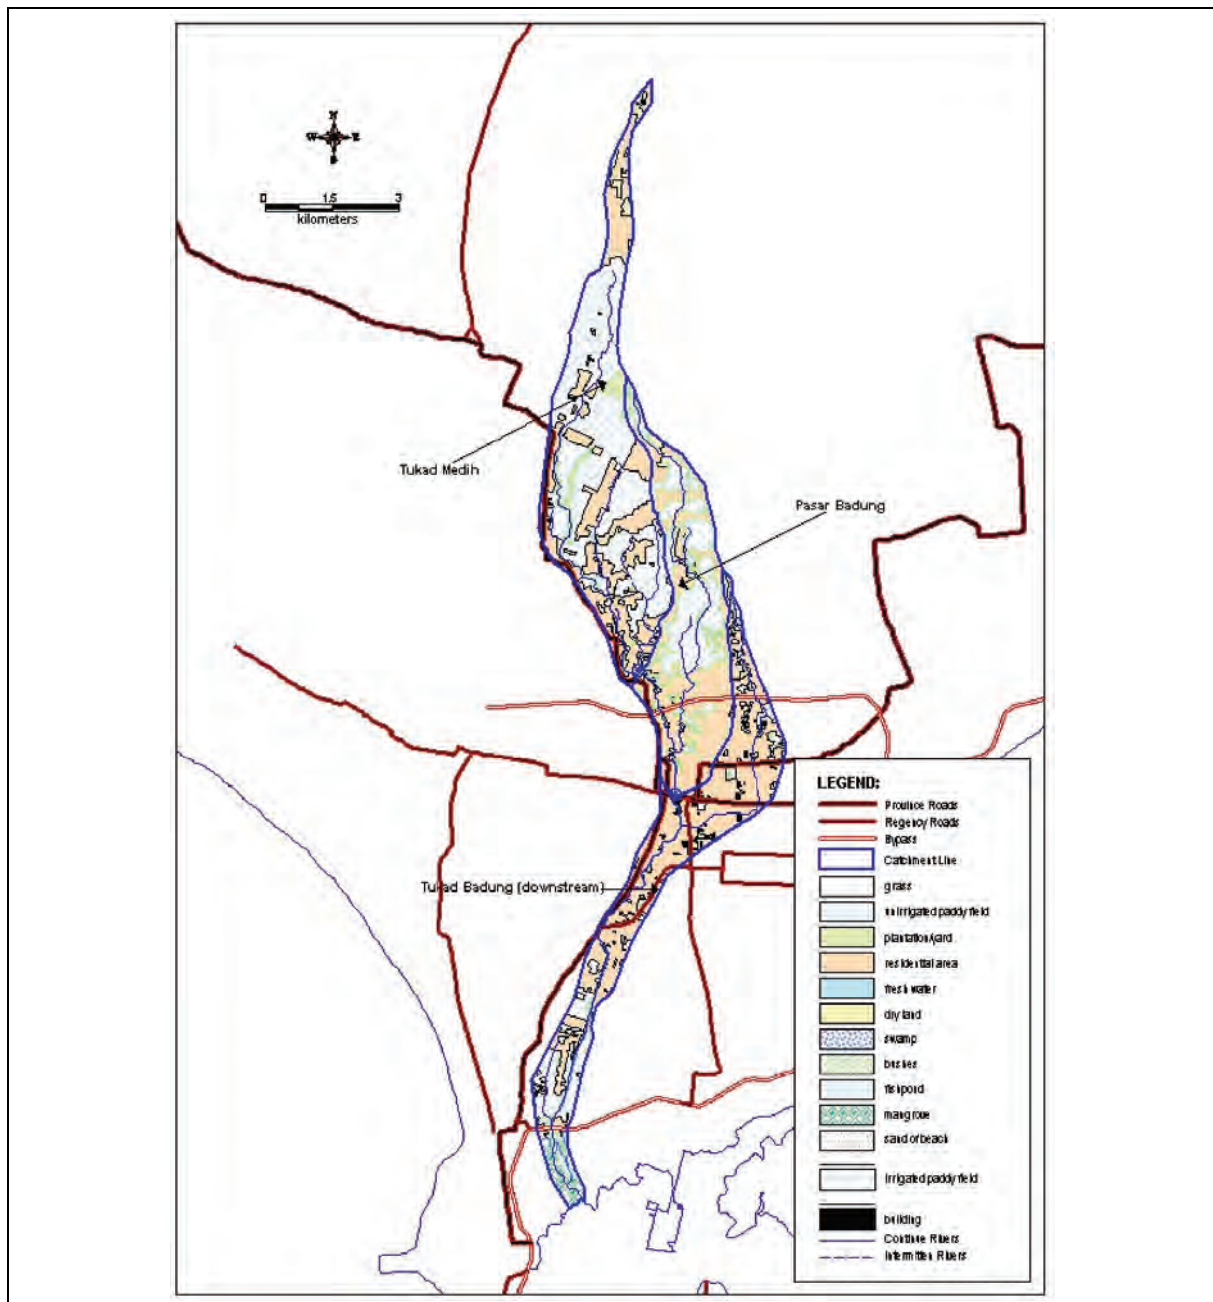 N
W E
S
0 1.5 3
kilometers
Tukad Medih
Pasar Badung
Tukad Badung (downstream)
LEGEND:
Province Roads
Regency Roads
Bypass
Catchment Line
grass
unirrigated paddy field
plantation/yard
residential area
fresh water
dry land
swamp
bushes
fishpond
mangrove
sand of beach
Irrigated paddy field
building
Continue Rivers
Intermitten Rivers